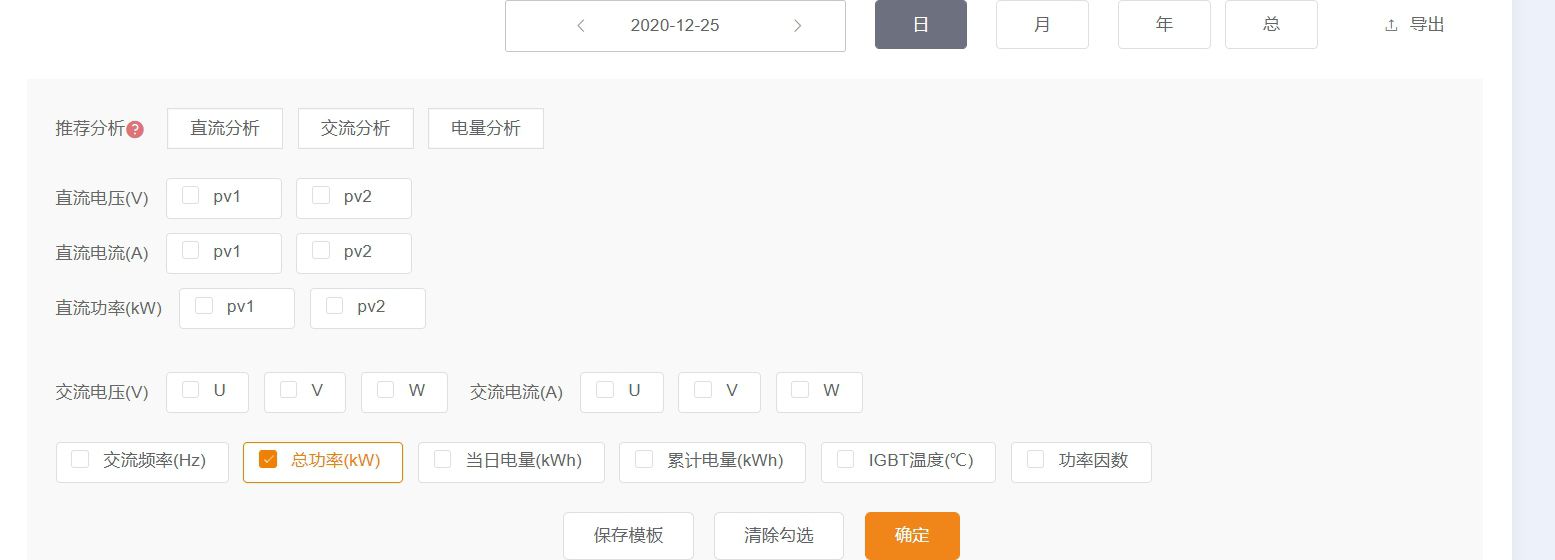 2020-12-25 日 月 年 总 导出
推荐分析? 直流分析 交流分析 电量分析
直流电压(V) pv1 pv2
直流电流(A) pv1 pv2
直流功率(kW) pv1 pv2
交流电压(V) U V W 交流电流(A) U V W
交流频率(Hz) 总功率(kW) 当日电量(kWh) 累计电量(kWh) IGBT温度(℃) 功率因数
保存模板 清除勾选 确定